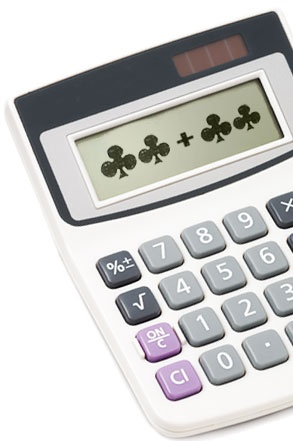 ♣♣ + ♣♣
7 8 9 ×
%± 4 5 6
√ 1 2 3
ON/C 0 .
CI